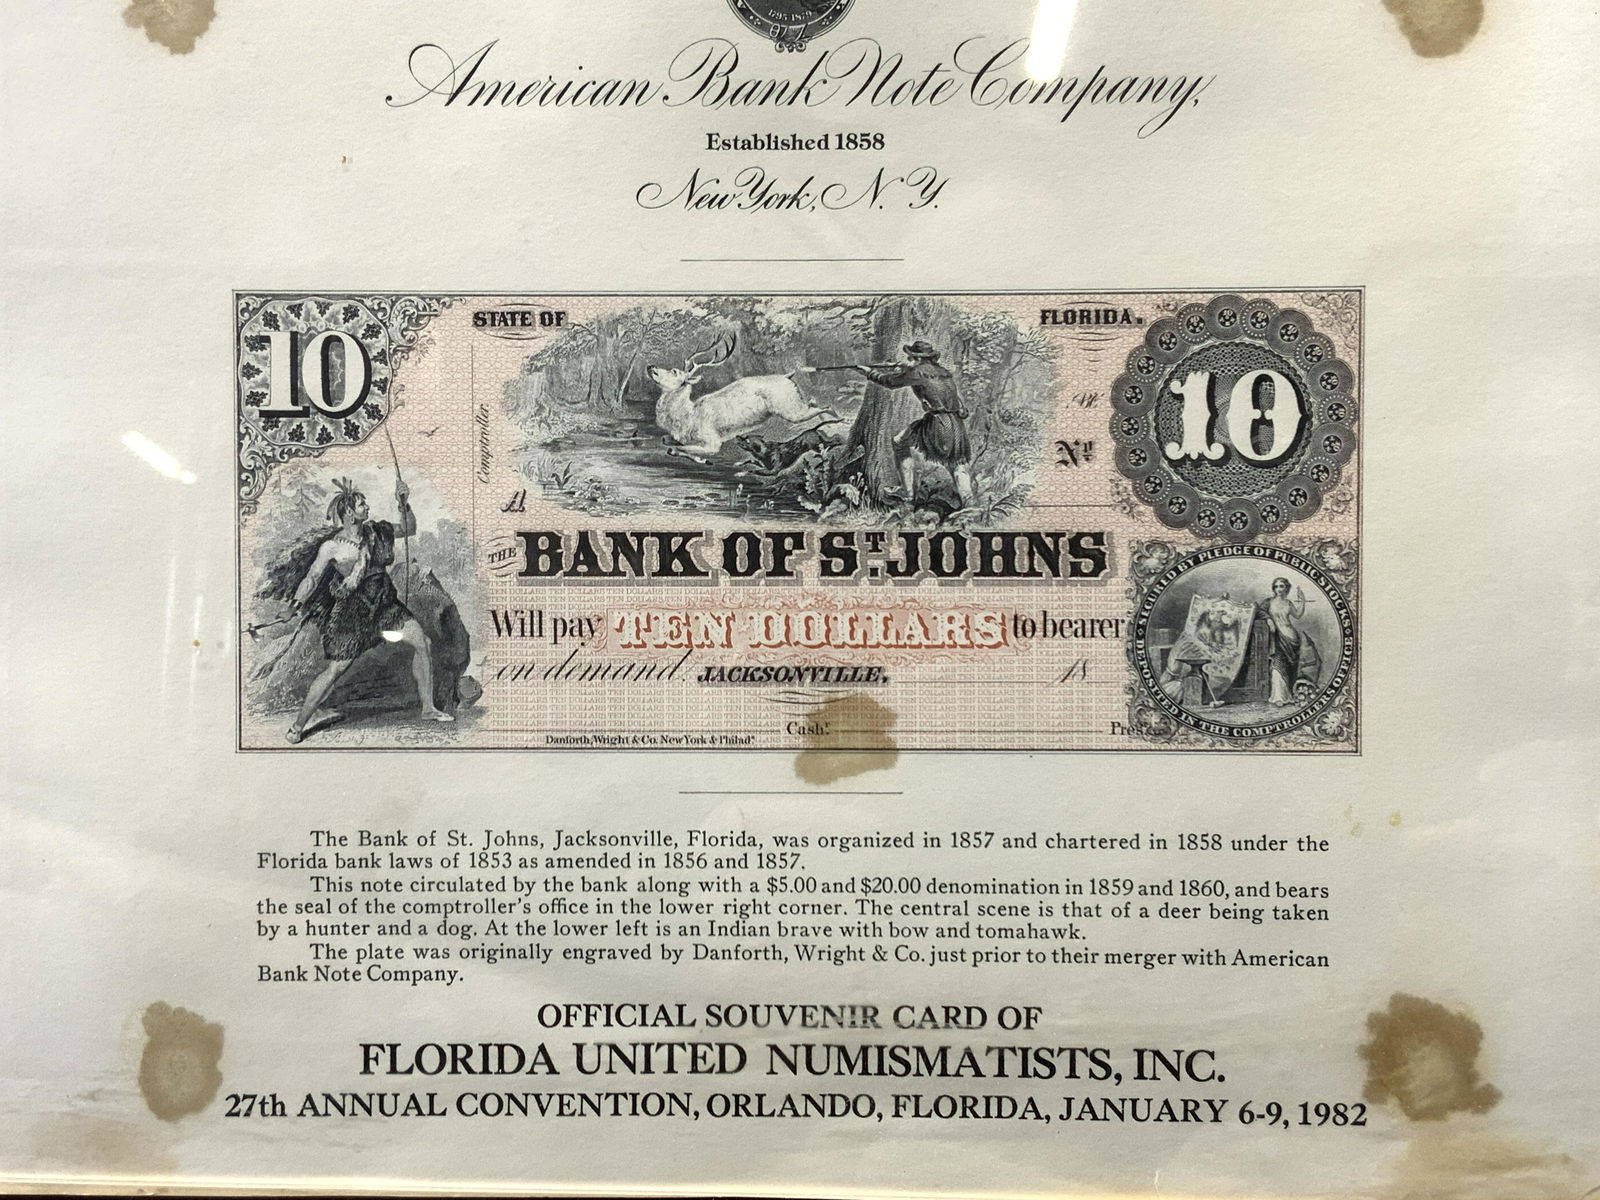 American Bank Note Company,
Established 1858
New York, N. Y.
10
STATE OF
FLORIDA.
10
Comptroller.
No
A
THE BANK OF ST. JOHNS
Will pay TEN DOLLARS to bearer
on demand. JACKSONVILLE, 18
Cashr.
Danforth, Wright & Co. New York & Philada.
SECURED BY PLEDGE OF PUBLIC STOCKS
DEPOSITED IN THE COMPTROLLERS OFFICE
The Bank of St. Johns, Jacksonville, Florida, was organized in 1857 and chartered in 1858 under the
Florida bank laws of 1853 as amended in 1856 and 1857.
This note circulated by the bank along with a $5.00 and $20.00 denomination in 1859 and 1860, and bears
the seal of the comptroller's office in the lower right corner. The central scene is that of a deer being taken
by a hunter and a dog. At the lower left is an Indian brave with bow and tomahawk.
The plate was originally engraved by Danforth, Wright & Co. just prior to their merger with American
Bank Note Company.
OFFICIAL SOUVENIR CARD OF
FLORIDA UNITED NUMISMATISTS, INC.
27th ANNUAL CONVENTION, ORLANDO, FLORIDA, JANUARY 6-9, 1982